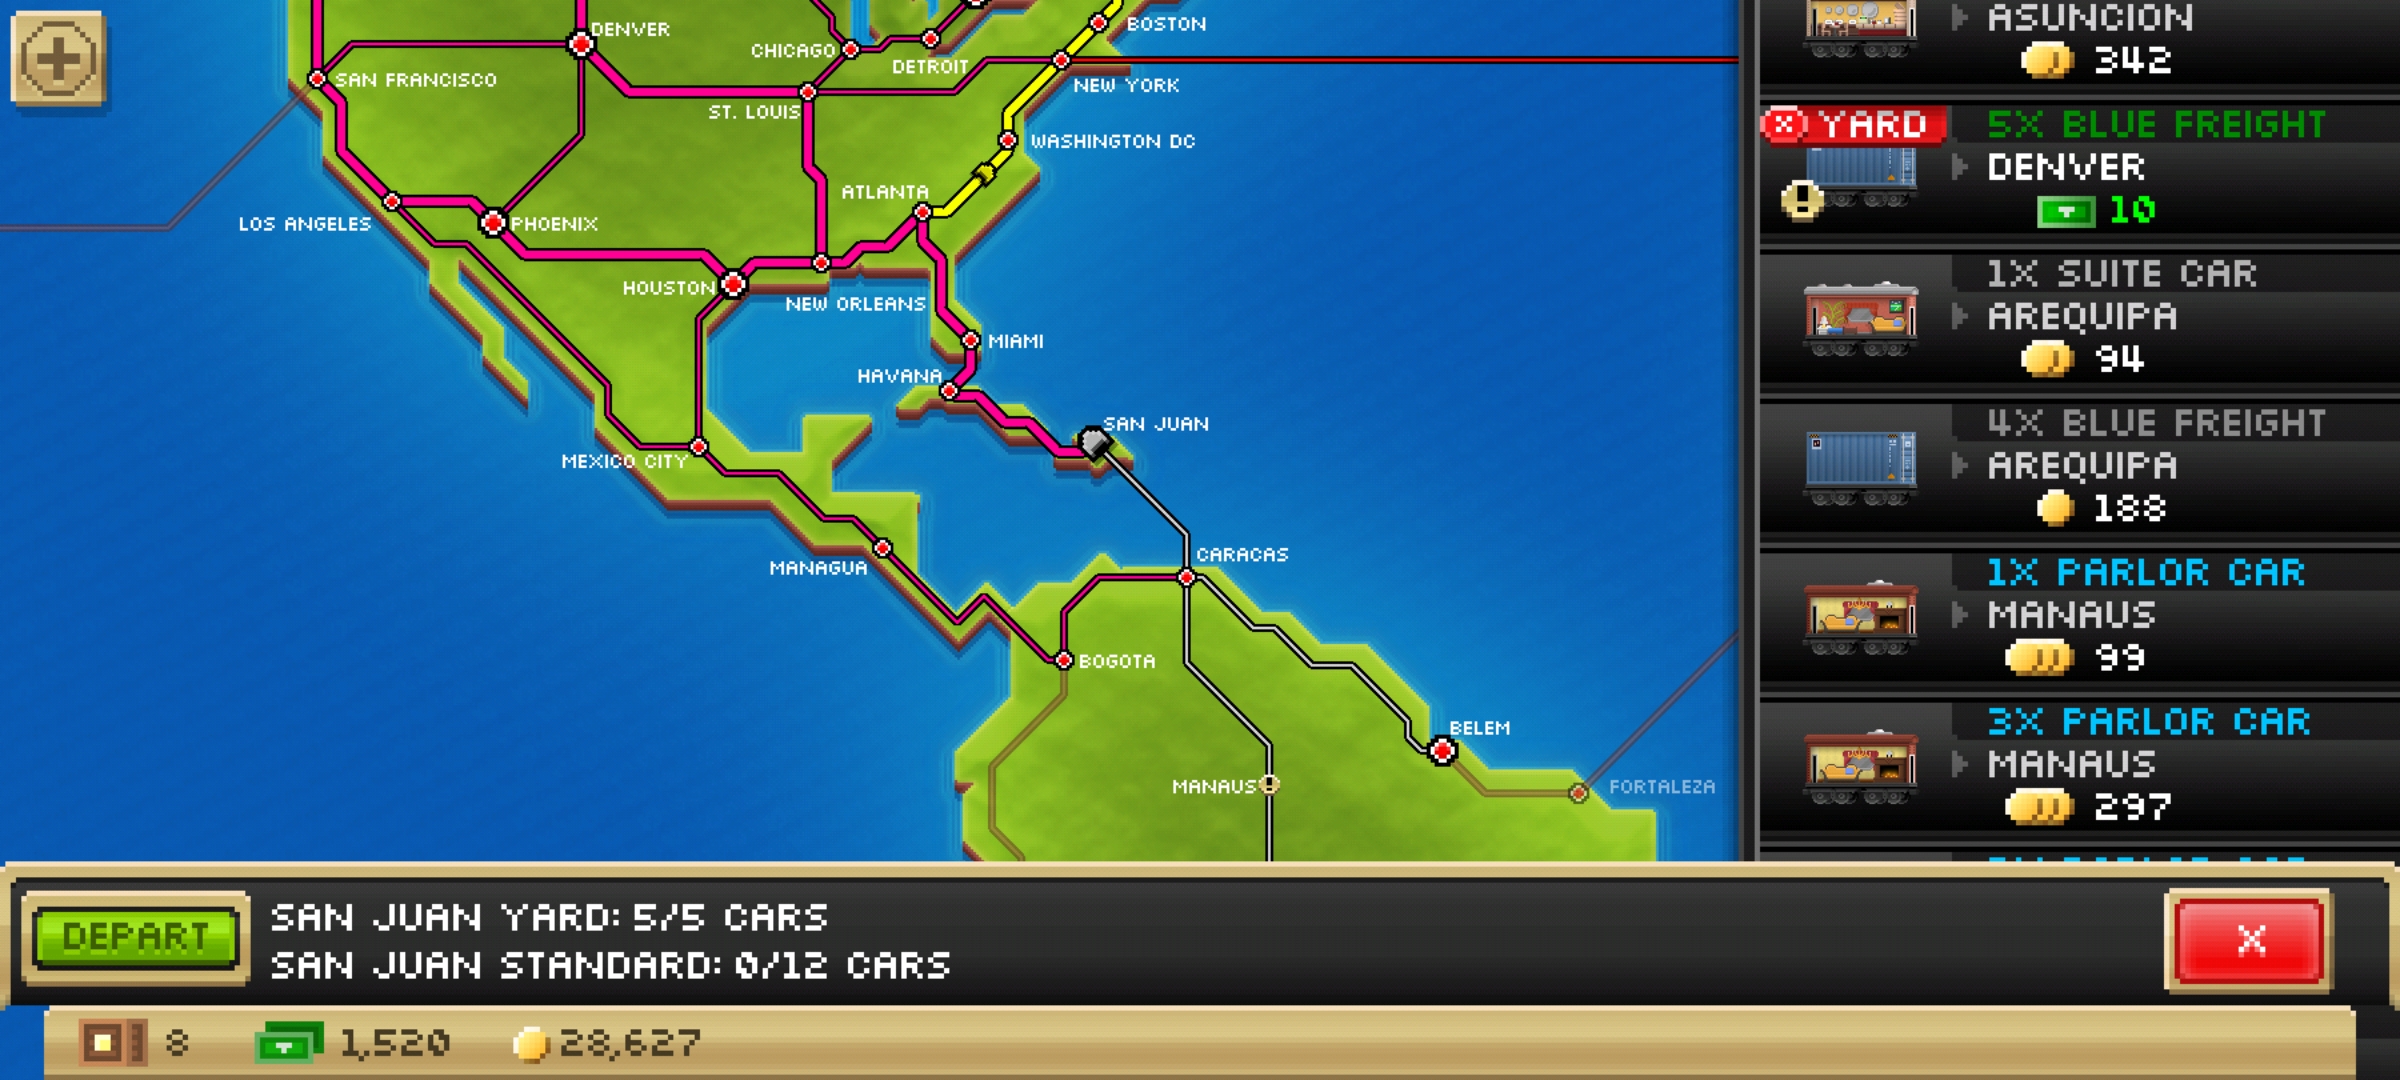 DENVER
BOSTON
CHICAGO
DETROIT
SAN FRANCISCO
NEW YORK
ST. LOUIS
WASHINGTON DC
ATLANTA
LOS ANGELES
PHOENIX
HOUSTON
NEW ORLEANS
MIAMI
HAVANA
SAN JUAN
MEXICO CITY
CARACAS
MANAGUA
BOGOTA
BELEM
MANAUS
FORTALEZA
ASUNCION
342
YARD
5X BLUE FREIGHT
DENVER
10
1X SUITE CAR
AREQUIPA
94
4X BLUE FREIGHT
AREQUIPA
188
1X PARLOR CAR
MANAUS
99
3X PARLOR CAR
MANAUS
297
DEPART
SAN JUAN YARD: 5/5 CARS
SAN JUAN STANDARD: 0/12 CARS
X
8
1,520
28,627